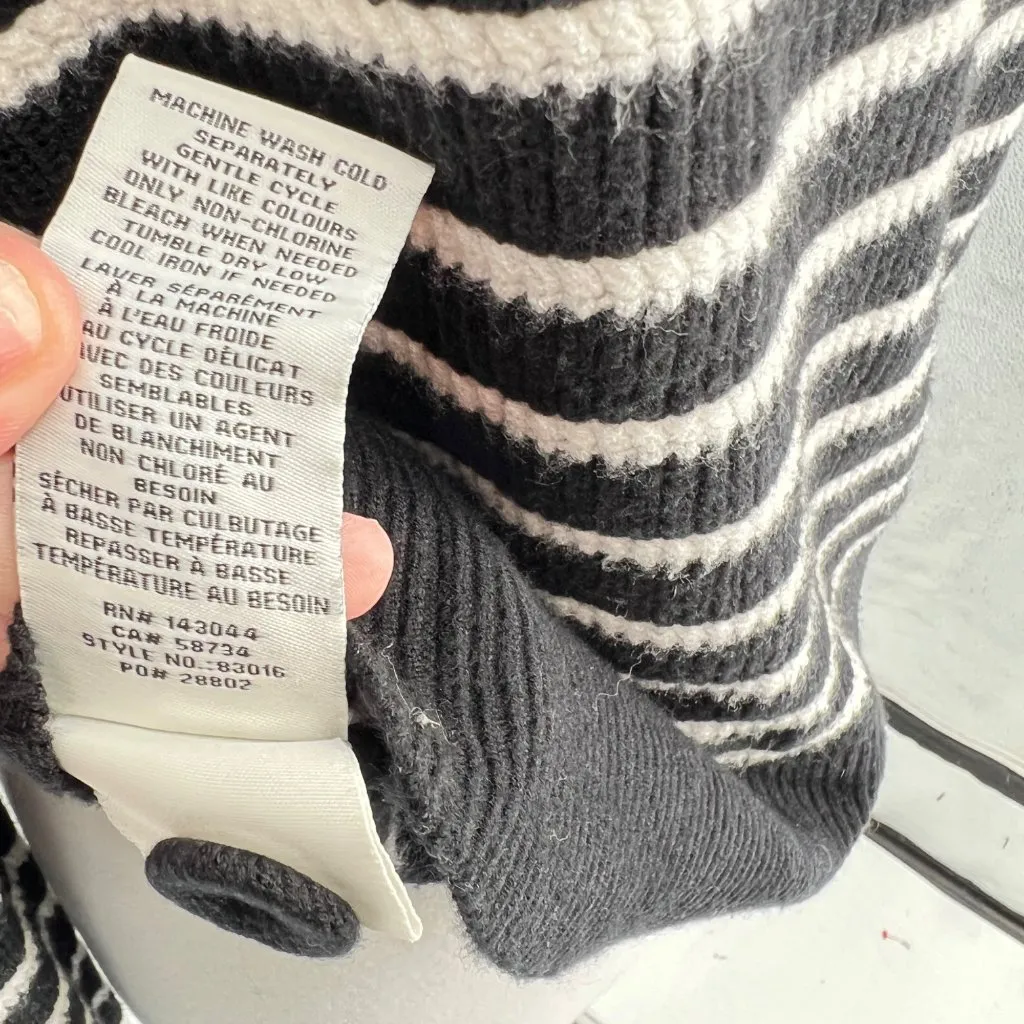 MACHINE WASH COLD
SEPARATELY
GENTLE CYCLE
WITH LIKE COLOURS
ONLY NON-CHLORINE
BLEACH WHEN NEEDED
TUMBLE DRY LOW
COOL IRON IF NEEDED
LAVER SÉPARÉMENT
À LA MACHINE
À L'EAU FROIDE
AU CYCLE DÉLICAT
AVEC DES COULEURS
SEMBLABLES
UTILISER UN AGENT
DE BLANCHIMENT
NON CHLORÉ AU
BESOIN
SÉCHER PAR CULBUTAGE
À BASSE TEMPÉRATURE
REPASSER À BASSE
TEMPÉRATURE AU BESOIN
RN# 143044
CA# 58734
STYLE NO.:83016
PO# 28802